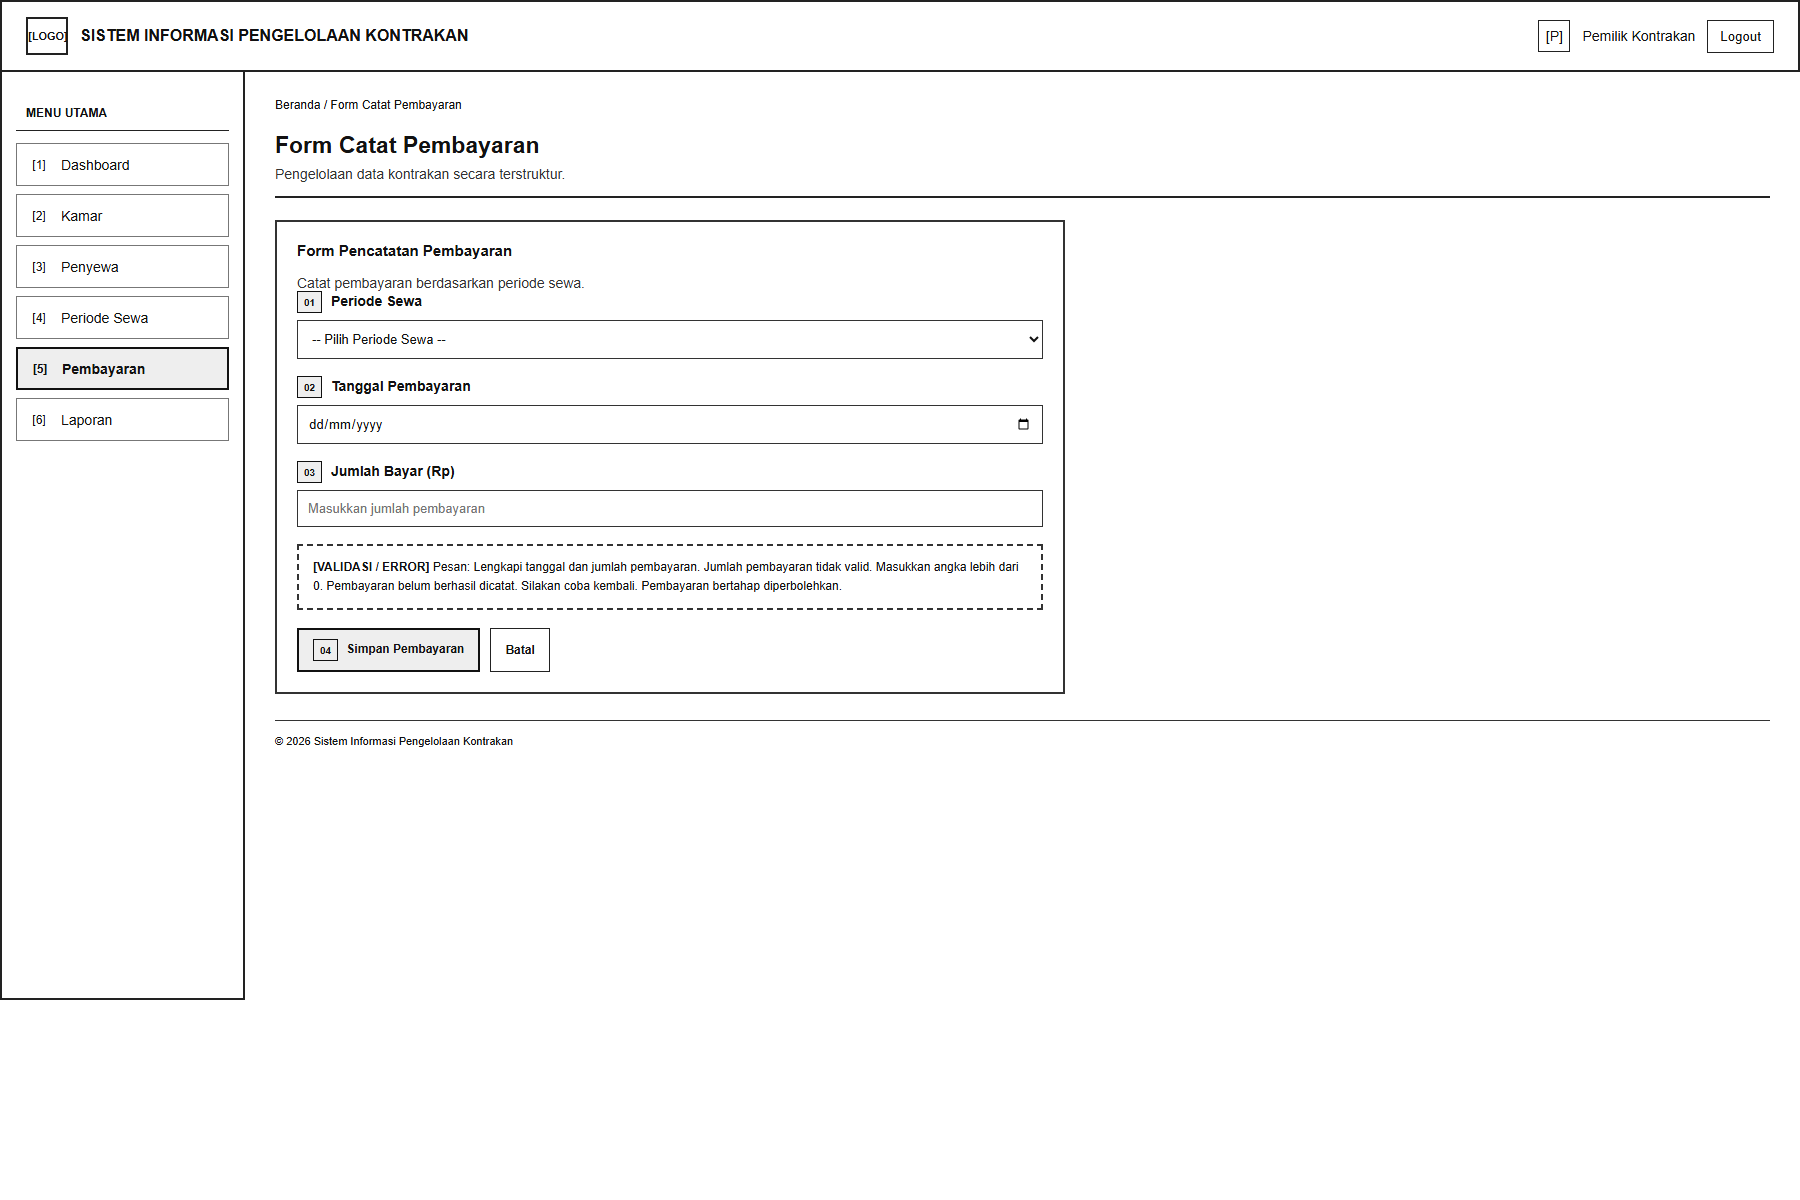 [LOGO] SISTEM INFORMASI PENGELOLAAN KONTRAKAN
[P] Pemilik Kontrakan Logout
MENU UTAMA
[1] Dashboard
[2] Kamar
[3] Penyewa
[4] Periode Sewa
[5] Pembayaran
[6] Laporan
Beranda / Form Catat Pembayaran
Form Catat Pembayaran
Pengelolaan data kontrakan secara terstruktur.
Form Pencatatan Pembayaran
Catat pembayaran berdasarkan periode sewa.
01 Periode Sewa
-- Pilih Periode Sewa --
02 Tanggal Pembayaran
dd/mm/yyyy
03 Jumlah Bayar (Rp)
Masukkan jumlah pembayaran
[VALIDASI / ERROR] Pesan: Lengkapi tanggal dan jumlah pembayaran. Jumlah pembayaran tidak valid. Masukkan angka lebih dari
0. Pembayaran belum berhasil dicatat. Silakan coba kembali. Pembayaran bertahap diperbolehkan.
04 Simpan Pembayaran
Batal
© 2026 Sistem Informasi Pengelolaan Kontrakan